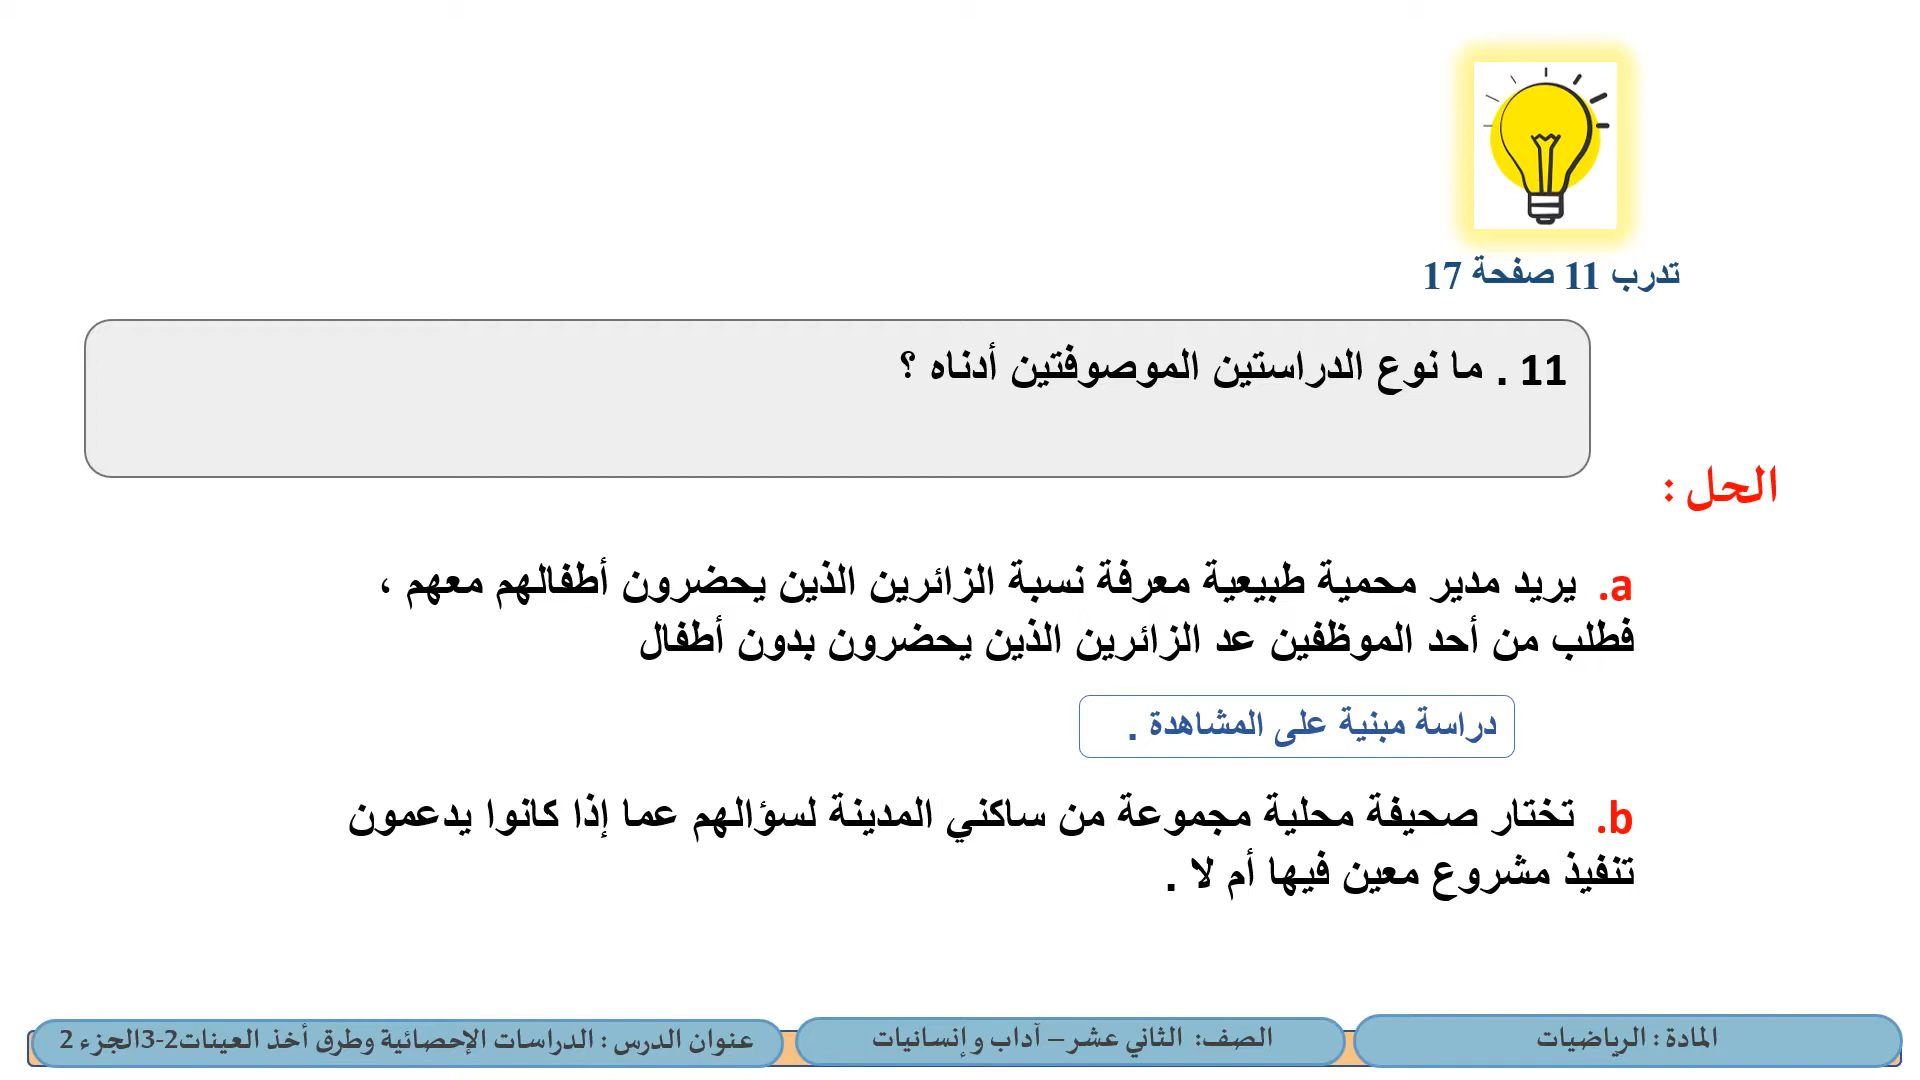 تدرب 11 صفحة 17
11 . ما نوع الدراستين الموصوفتين أدناه ؟
الحل :
a. يريد مدير محمية طبيعية معرفة نسبة الزائرين الذين يحضرون أطفالهم معهم ،
فطلب من أحد الموظفين عد الزائرين الذين يحضرون بدون أطفال
دراسة مبنية على المشاهدة .
b. تختار صحيفة محلية مجموعة من ساكني المدينة لسؤالهم عما إذا كانوا يدعمون
تنفيذ مشروع معين فيها أم لا .
المادة : الرياضيات
الصف: الثاني عشر – آداب وإنسانيات
عنوان الدرس : الدراسات الإحصائية وطرق أخذ العينات2-3الجزء 2